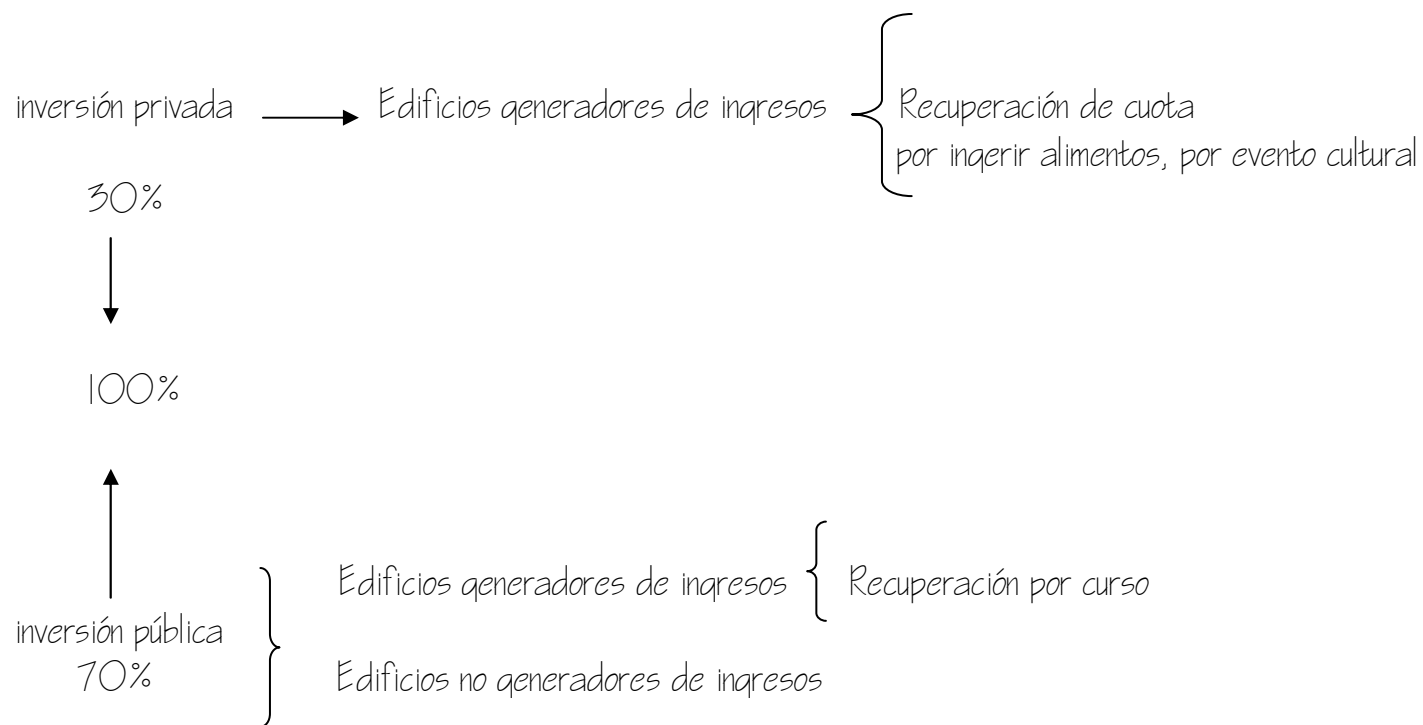 inversión privada
Edificios generadores de ingresos
Recuperación de cuota
por ingerir alimentos, por evento cultural
30%
100%
Edificios generadores de ingresos
Recuperación por curso
inversión pública
70%
Edificios no generadores de ingresos